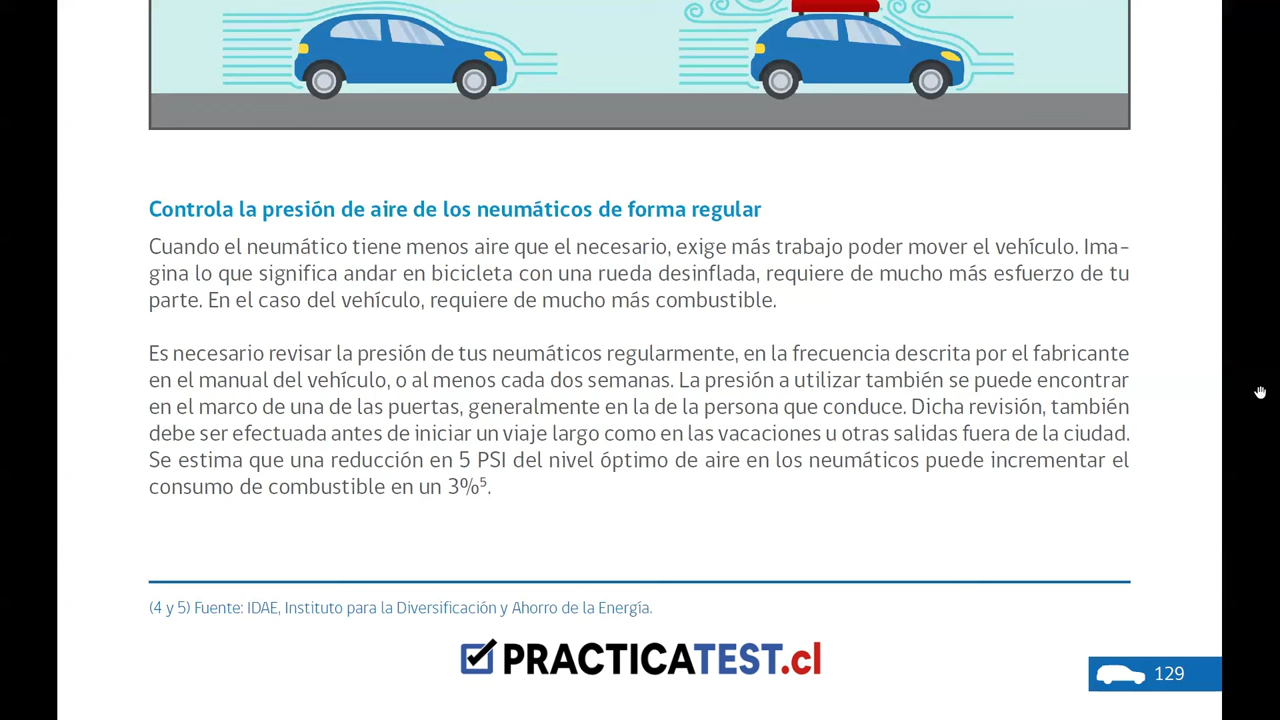 Controla la presión de aire de los neumáticos de forma regular
Cuando el neumático tiene menos aire que el necesario, exige más trabajo poder mover el vehículo. Ima-
gina lo que significa andar en bicicleta con una rueda desinflada, requiere de mucho más esfuerzo de tu
parte. En el caso del vehículo, requiere de mucho más combustible.
Es necesario revisar la presión de tus neumáticos regularmente, en la frecuencia descrita por el fabricante
en el manual del vehículo, o al menos cada dos semanas. La presión a utilizar también se puede encontrar
en el marco de una de las puertas, generalmente en la de la persona que conduce. Dicha revisión, también
debe ser efectuada antes de iniciar un viaje largo como en las vacaciones u otras salidas fuera de la ciudad.
Se estima que una reducción en 5 PSI del nivel óptimo de aire en los neumáticos puede incrementar el
consumo de combustible en un 3%⁵.
(4 y 5) Fuente: IDAE, Instituto para la Diversificación y Ahorro de la Energía.
PRACTICATEST.cl
129